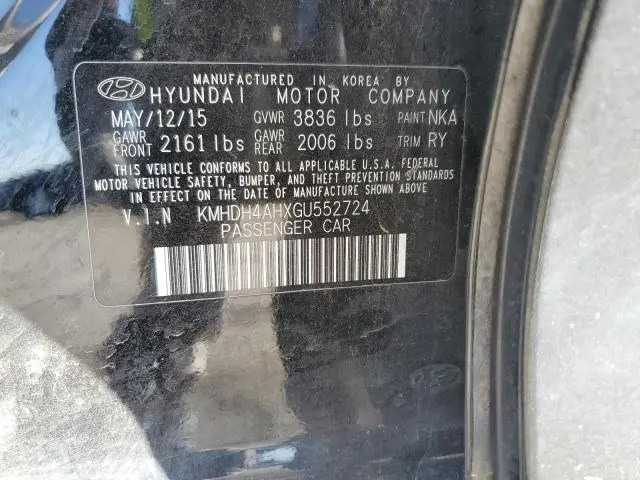 MANUFACTURED IN KOREA BY
HYUNDAI MOTOR COMPANY
MAY/12/15 GVWR 3836 lbs PAINT NKA
GAWR FRONT 2161 lbs GAWR REAR 2006 lbs TRIM RY
THIS VEHICLE CONFORMS TO ALL APPLICABLE U.S.A. FEDERAL
MOTOR VEHICLE SAFETY, BUMPER, AND THEFT PREVENTION STANDARDS
IN EFFECT ON THE DATE OF MANUFACTURE SHOWN ABOVE.
V.I.N KMHDH4AHXGU552724
PASSENGER CAR